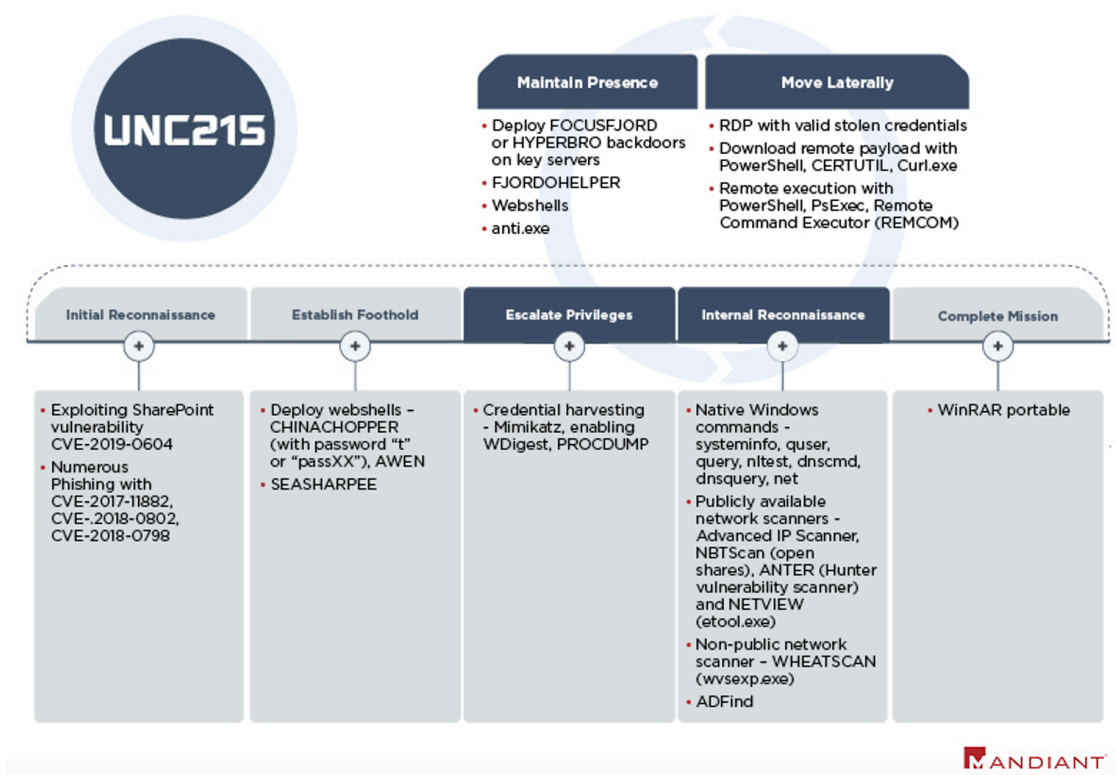 UNC215
Maintain Presence
• Deploy FOCUSFJORD
or HYPERBRO backdoors
on key servers
• FJORDOHELPER
• Webshells
• anti.exe
Move Laterally
• RDP with valid stolen credentials
• Download remote payload with
PowerShell, CERTUTIL, Curl.exe
• Remote execution with
PowerShell, PsExec, Remote
Command Executor (REMCOM)
Initial Reconnaissance
• Exploiting SharePoint
vulnerability
CVE-2019-0604
• Numerous
Phishing with
CVE-2017-11882,
CVE-.2018-0802,
CVE-2018-0798
Establish Foothold
• Deploy webshells –
CHINACHOPPER
(with password “t”
or “passXX”), AWEN
• SEASHARPEE
Escalate Privileges
• Credential harvesting
- Mimikatz, enabling
WDigest, PROCDUMP
Internal Reconnaissance
• Native Windows
commands -
systeminfo, quser,
query, nltest, dnscmd,
dnsquery, net
• Publicly available
network scanners -
Advanced IP Scanner,
NBTScan (open
shares), ANTER (Hunter
vulnerability scanner)
and NETVIEW
(etool.exe)
• Non-public network
scanner – WHEATSCAN
(wvsexp.exe)
• ADFind
Complete Mission
• WinRAR portable
MANDIANT